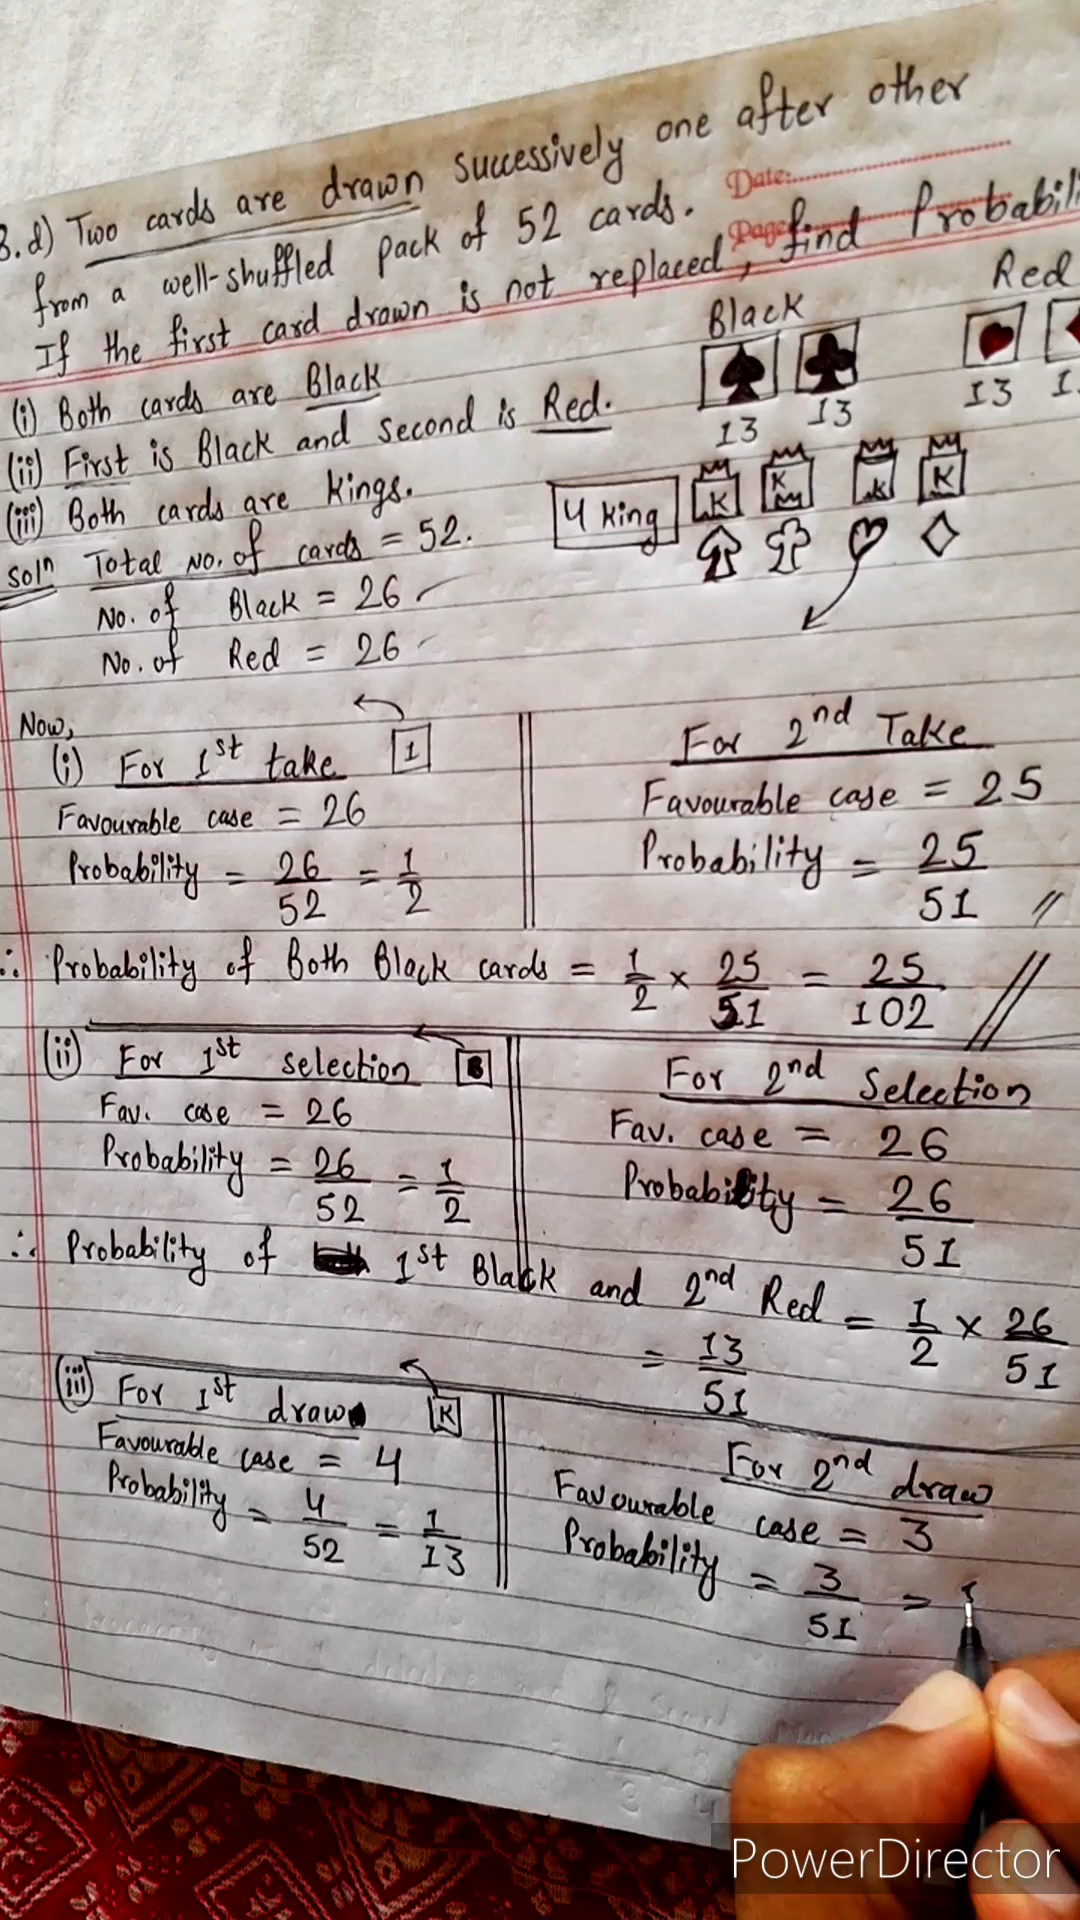 3.d) Two cards are drawn successively one after other
from a well-shuffled pack of 52 cards.
If the first card drawn is not replaced, find Probabili
Date:
Page
(i) Both cards are Black
(ii) First is Black and second is Red.
(iii) Both cards are kings.
Black
Red
13
13
13
1
4 King
K
K
K
K
Soln Total No. of cards = 52.
No. of Black = 26
No. of Red = 26
Now,
(i) For 1st take
1
Favourable case = 26
Probability = 26/52 = 1/2
For 2nd Take
Favourable case = 25
Probability = 25/51 //
∴ Probability of Both Black cards = 1/2 × 25/51 = 25/102 //
(ii) For 1st selection
B
Fav. case = 26
Probability = 26/52 = 1/2
For 2nd Selection
Fav. case = 26
Probability = 26/51
∴ Probability of 1st Black and 2nd Red = 1/2 × 26/51
= 13/51
(iii) For 1st draw
K
Favourable case = 4
Probability = 4/52 = 1/13
For 2nd draw
Favourable case = 3
Probability = 3/51 =
PowerDirector